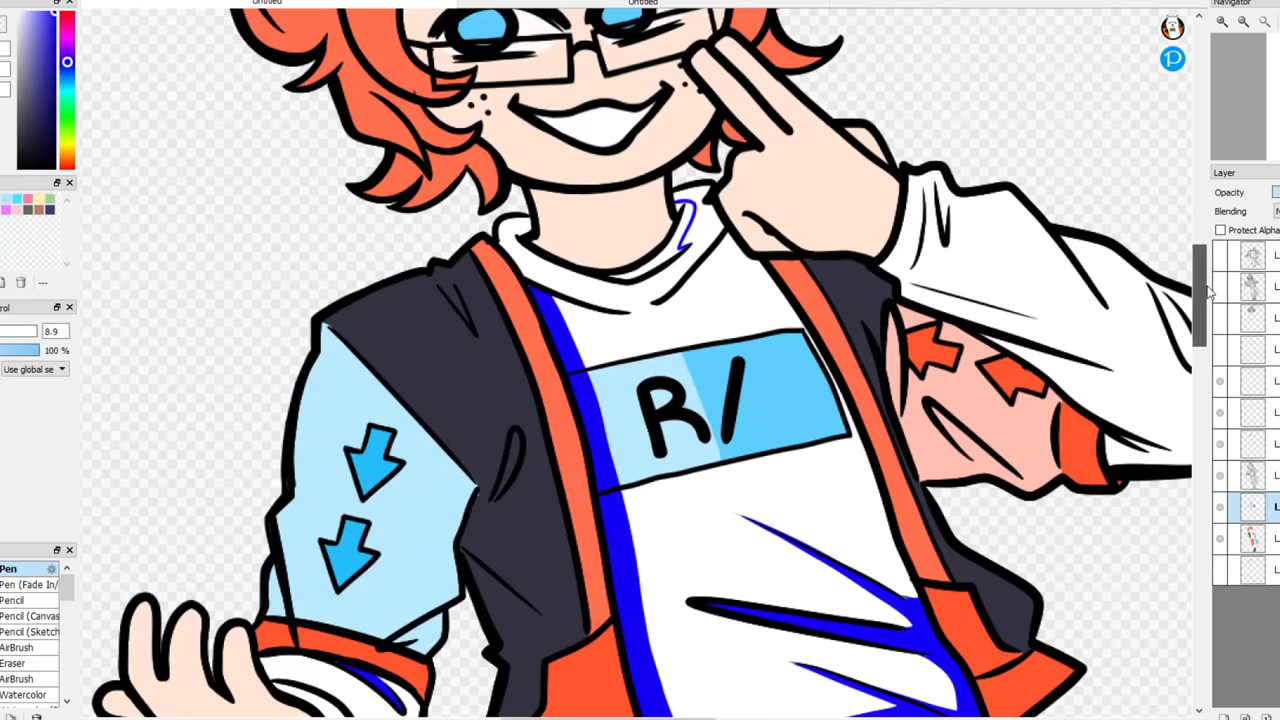 Untitled
Untitled
Navigator
Layer
Opacity
Blending
Protect Alpha
R/
rol
8.9
100 %
Use global se
Pen
Pen (Fade In/
Pencil
Pencil (Canvas
Pencil (Sketch
AirBrush
Eraser
AirBrush
Watercolor